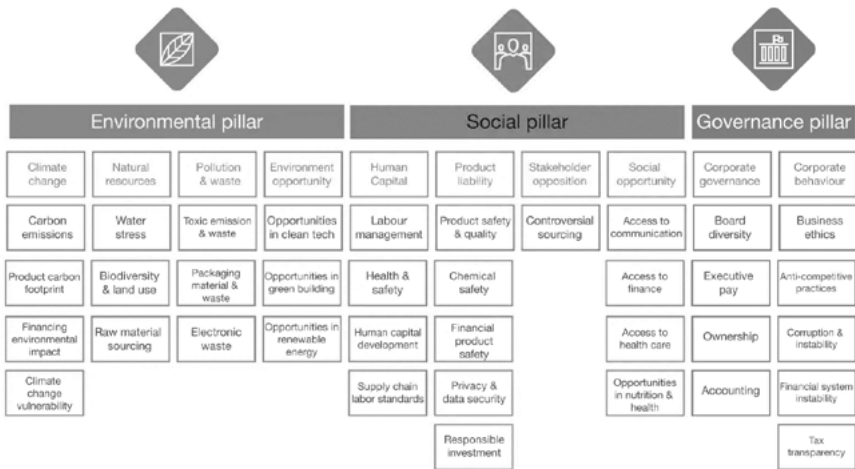 Environmental pillar
Social pillar
Governance pillar
Climate
change
Natural
resources
Pollution
& waste
Environment
opportunity
Human
Capital
Product
liability
Stakeholder
opposition
Social
opportunity
Corporate
governance
Corporate
behaviour
Carbon
emissions
Water
stress
Toxic emission
& waste
Opportunities
in clean tech
Labour
management
Product safety
& quality
Controversial
sourcing
Access to
communication
Board
diversity
Business
ethics
Product carbon
footprint
Biodiversity
& land use
Packaging
material &
waste
Opportunities in
green building
Health &
safety
Chemical
safety
Access to
finance
Executive
pay
Anti-competitive
practices
Financing
environmental
impact
Raw material
sourcing
Electronic
waste
Opportunities in
renewable
energy
Human capital
development
Financial
product
safety
Access to
health care
Ownership
Corruption &
instability
Climate
change
vulnerability
Supply chain
labor standards
Privacy &
data security
Opportunities
in nutrition &
health
Accounting
Financial system
instability
Responsible
investment
Tax
transparency